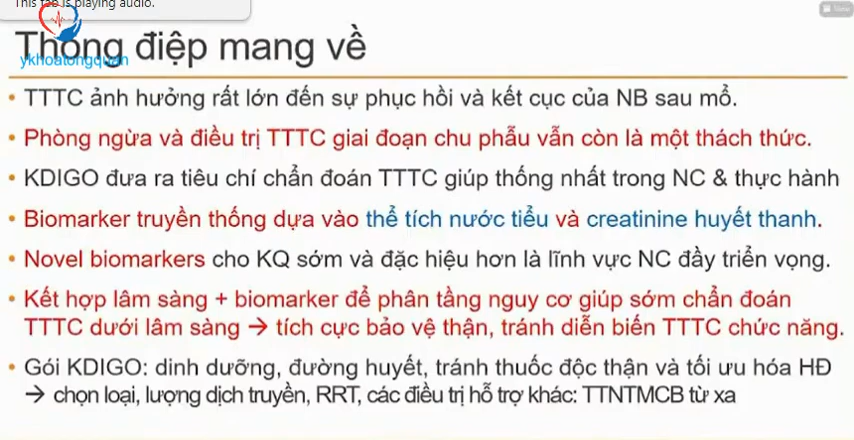 This tab is playing audio.
Thông điệp mang về
ykhoatongquan
• TTTC ảnh hưởng rất lớn đến sự phục hồi và kết cục của NB sau mổ.
• Phòng ngừa và điều trị TTTC giai đoạn chu phẫu vẫn còn là một thách thức.
• KDIGO đưa ra tiêu chí chẩn đoán TTTC giúp thống nhất trong NC & thực hành
• Biomarker truyền thống dựa vào thể tích nước tiểu và creatinine huyết thanh.
• Novel biomarkers cho KQ sớm và đặc hiệu hơn là lĩnh vực NC đầy triển vọng.
• Kết hợp lâm sàng + biomarker để phân tầng nguy cơ giúp sớm chẩn đoán
TTTC dưới lâm sàng → tích cực bảo vệ thận, tránh diễn biến TTTC chức năng.
• Gói KDIGO: dinh dưỡng, đường huyết, tránh thuốc độc thận và tối ưu hóa HĐ
→ chọn loại, lượng dịch truyền, RRT, các điều trị hỗ trợ khác: TTNTMCB từ xa